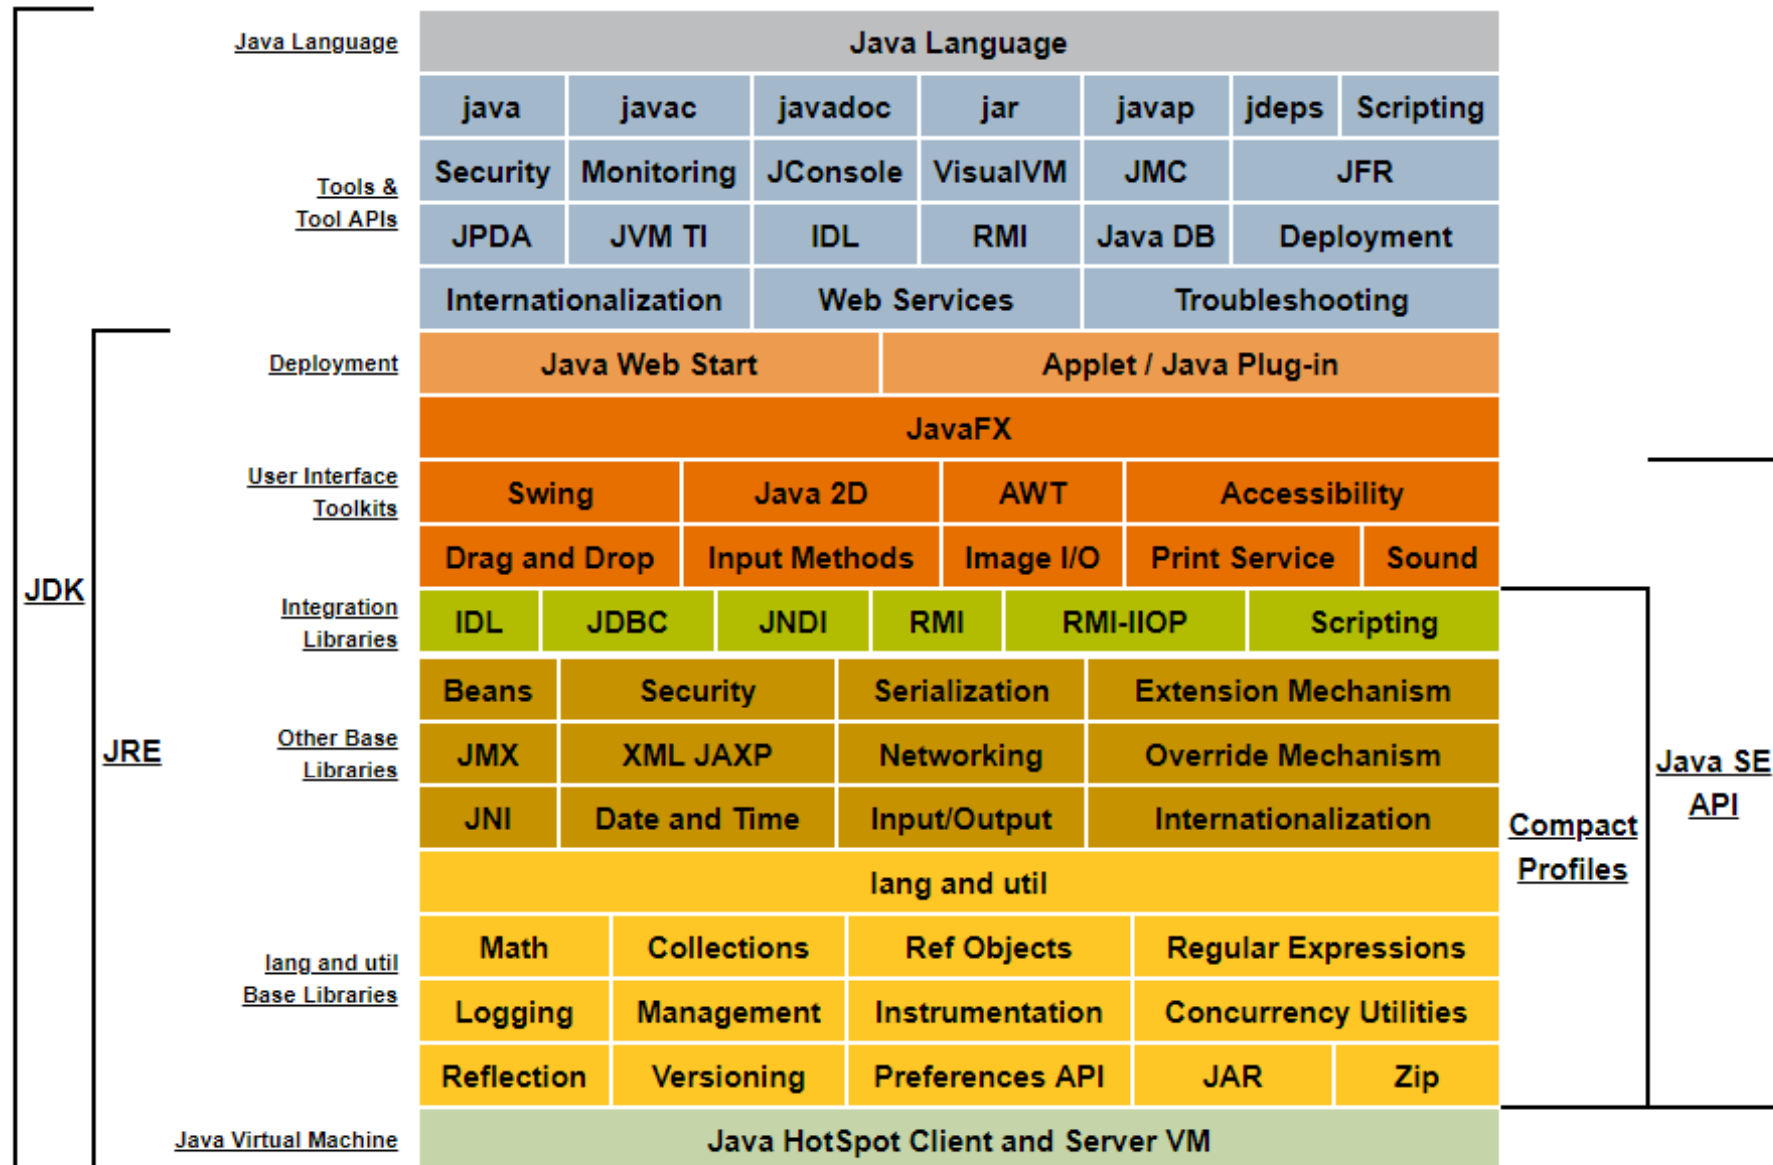 Java Language
Java Language
java javac javadoc jar javap jdeps Scripting
Security Monitoring JConsole VisualVM JMC JFR
Tools &
Tool APIs
JPDA JVM TI IDL RMI Java DB Deployment
Internationalization Web Services Troubleshooting
Deployment
Java Web Start Applet / Java Plug-in
JavaFX
User Interface
Toolkits
Swing Java 2D AWT Accessibility
Drag and Drop Input Methods Image I/O Print Service Sound
JDK
Integration
Libraries
IDL JDBC JNDI RMI RMI-IIOP Scripting
Beans Security Serialization Extension Mechanism
JRE
Other Base
Libraries
JMX XML JAXP Networking Override Mechanism
Java SE
API
JNI Date and Time Input/Output Internationalization
Compact
Profiles
lang and util
Math Collections Ref Objects Regular Expressions
lang and util
Base Libraries
Logging Management Instrumentation Concurrency Utilities
Reflection Versioning Preferences API JAR Zip
Java Virtual Machine
Java HotSpot Client and Server VM